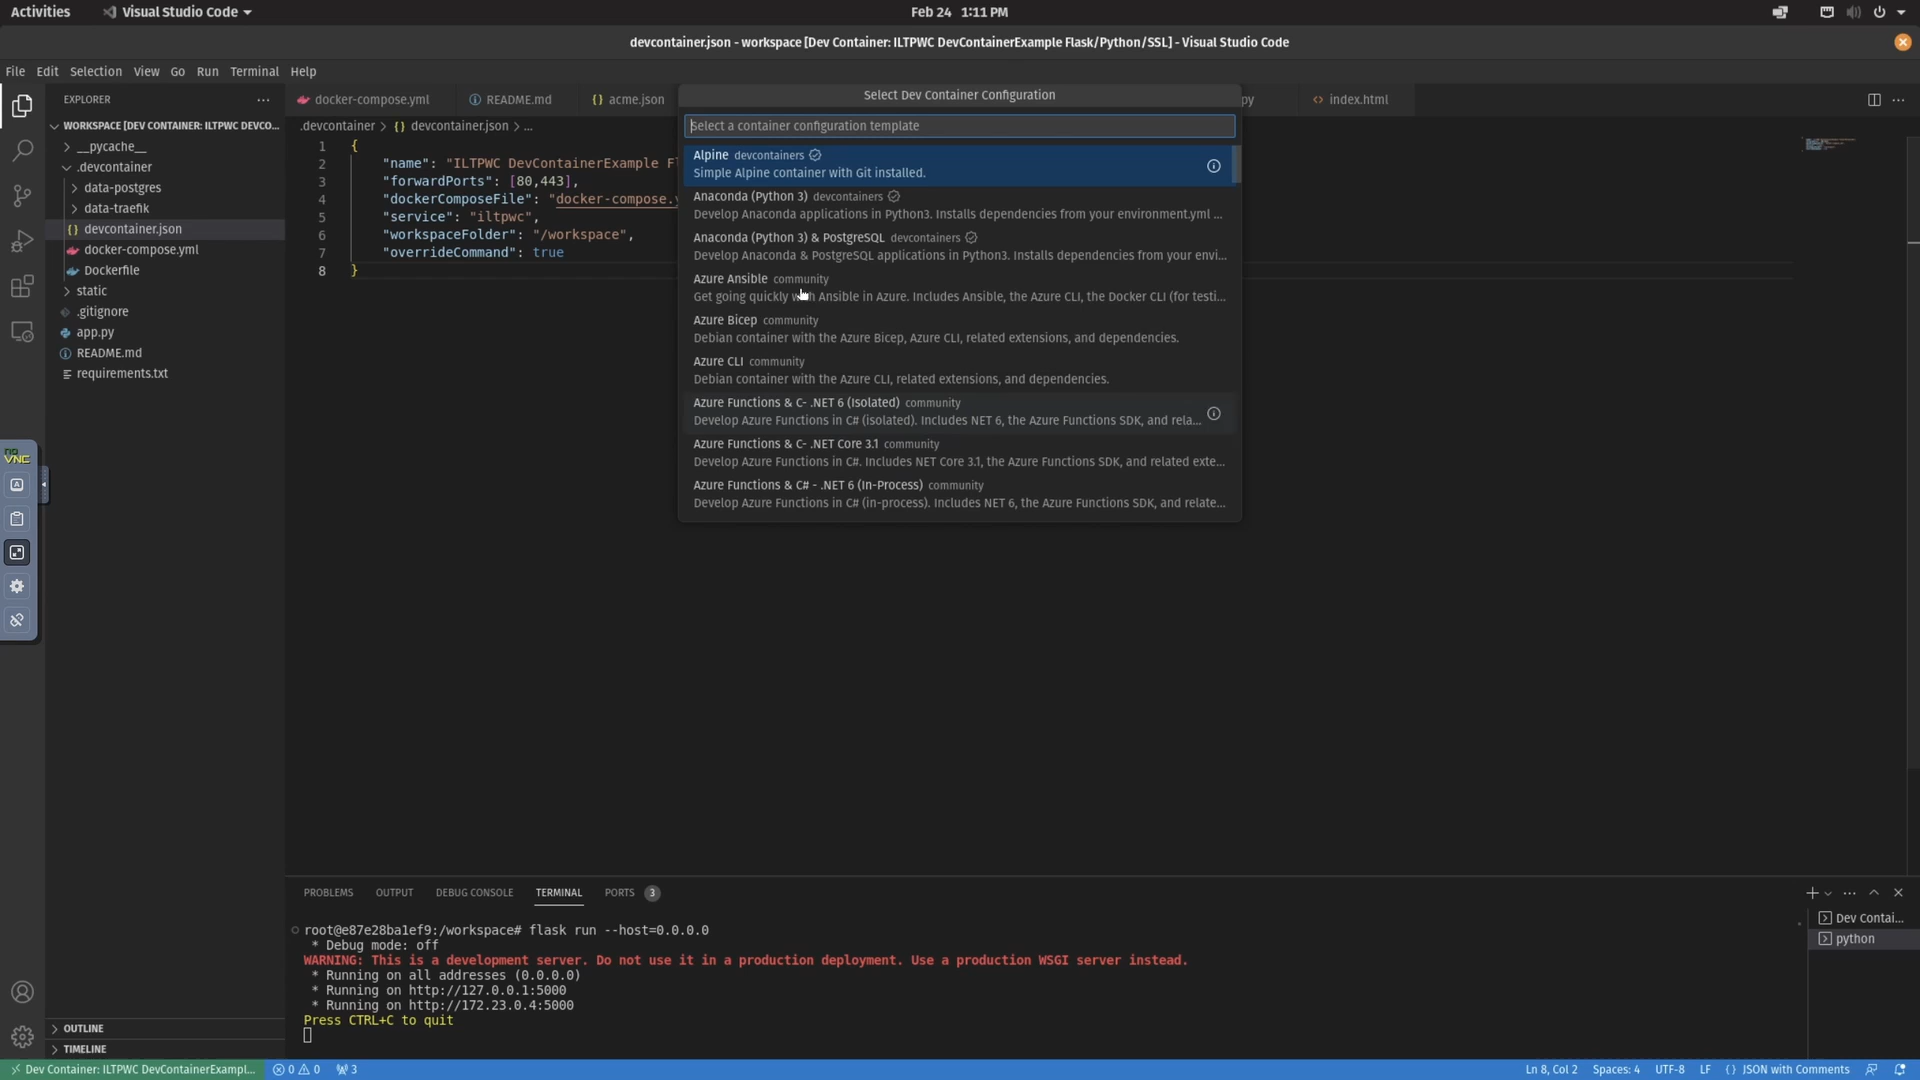 Activities
Visual Studio Code
Feb 24 1:11 PM
devcontainer.json - workspace [Dev Container: ILTPWC DevContainerExample Flask/Python/SSL] - Visual Studio Code
File Edit Selection View Go Run Terminal Help
EXPLORER
WORKSPACE [DEV CONTAINER: ILTPWC DEVCO...
__pycache__
.devcontainer
data-postgres
data-traefik
devcontainer.json
docker-compose.yml
Dockerfile
static
.gitignore
app.py
README.md
requirements.txt
OUTLINE
TIMELINE
no
VNC
docker-compose.yml README.md acme.json py index.html
.devcontainer > {} devcontainer.json > ...
1 {
2 "name": "ILTPWC DevContainerExample F
3 "forwardPorts": [80,443],
4 "dockerComposeFile": "docker-compose.
5 "service": "iltpwc",
6 "workspaceFolder": "/workspace",
7 "overrideCommand": true
8 }
Select Dev Container Configuration
Select a container configuration template
Alpine devcontainers
Simple Alpine container with Git installed.
Anaconda (Python 3) devcontainers
Develop Anaconda applications in Python3. Installs dependencies from your environment.yml ...
Anaconda (Python 3) & PostgreSQL devcontainers
Develop Anaconda & PostgreSQL applications in Python3. Installs dependencies from your envi...
Azure Ansible community
Get going quickly with Ansible in Azure. Includes Ansible, the Azure CLI, the Docker CLI (for testi...
Azure Bicep community
Debian container with the Azure Bicep, Azure CLI, related extensions, and dependencies.
Azure CLI community
Debian container with the Azure CLI, related extensions, and dependencies.
Azure Functions & C- .NET 6 (Isolated) community
Develop Azure Functions in C# (isolated). Includes NET 6, the Azure Functions SDK, and rela...
Azure Functions & C- .NET Core 3.1 community
Develop Azure Functions in C#. Includes NET Core 3.1, the Azure Functions SDK, and related exte...
Azure Functions & C# - .NET 6 (In-Process) community
Develop Azure Functions in C# (in-process). Includes NET 6, the Azure Functions SDK, and relate...
PROBLEMS OUTPUT DEBUG CONSOLE TERMINAL PORTS 3
root@e87e28ba1ef9:/workspace# flask run --host=0.0.0.0
* Debug mode: off
WARNING: This is a development server. Do not use it in a production deployment. Use a production WSGI server instead.
* Running on all addresses (0.0.0.0)
* Running on http://127.0.0.1:5000
* Running on http://172.23.0.4:5000
Press CTRL+C to quit
Dev Contai...
python
Dev Container: ILTPWC DevContainerExampl... 0 0 3
Ln 8, Col 2 Spaces: 4 UTF-8 LF {} JSON with Comments